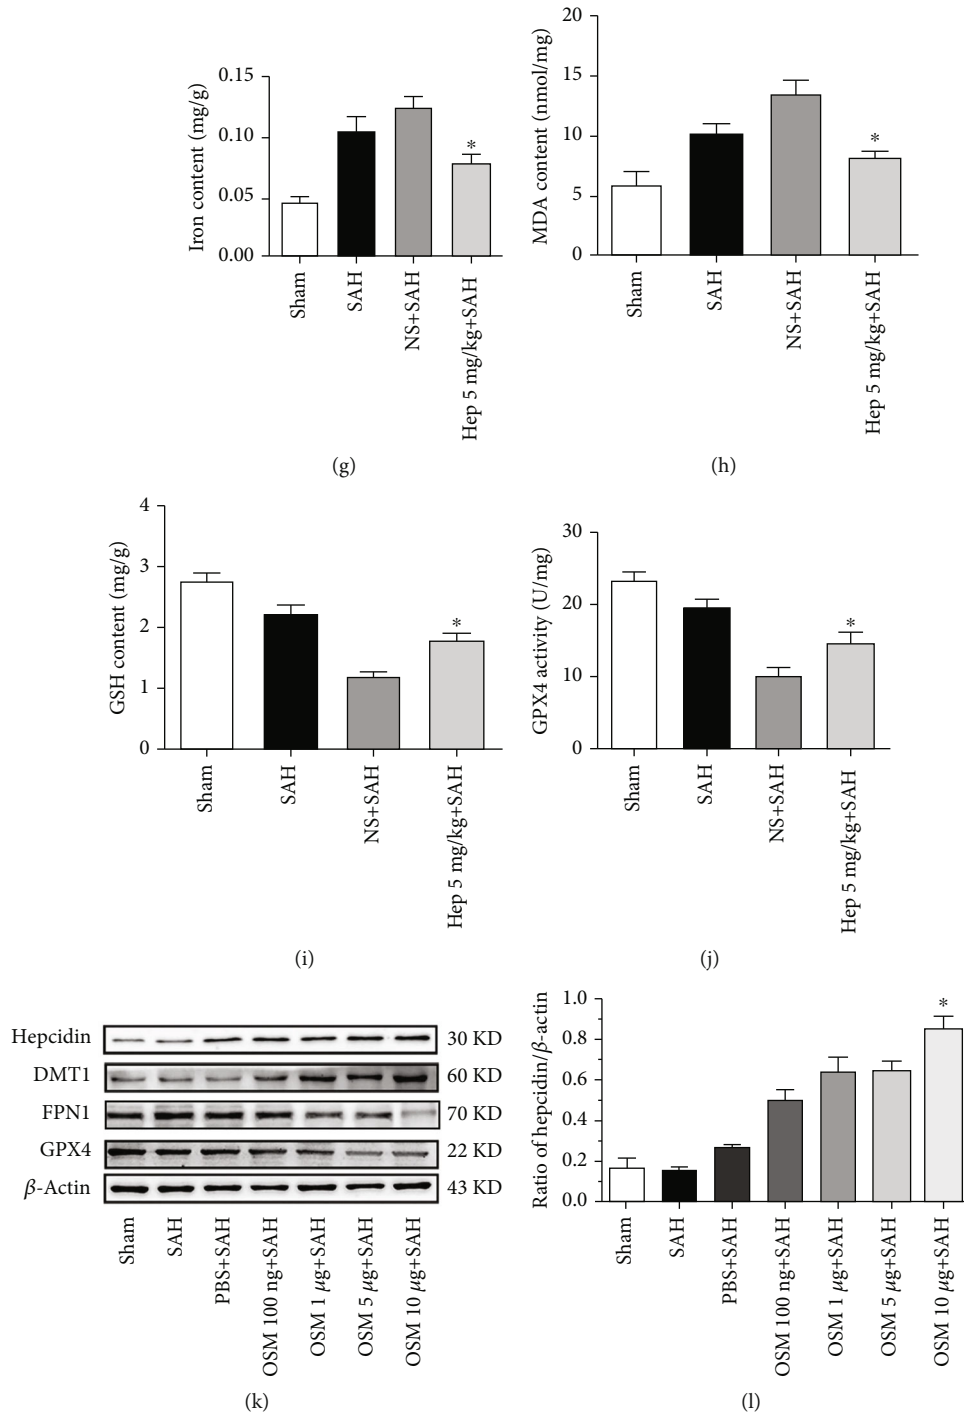 Iron content (mg/g)
0.15
0.10
0.05
0.00
*
Sham
SAH
NS+SAH
Hep 5 mg/kg+SAH
(g)
MDA content (nmol/mg)
20
15
10
5
0
*
Sham
SAH
NS+SAH
Hep 5 mg/kg+SAH
(h)
GSH content (mg/g)
4
3
2
1
0
*
Sham
SAH
NS+SAH
Hep 5 mg/kg+SAH
(i)
GPX4 activity (U/mg)
30
20
10
0
*
Sham
SAH
NS+SAH
Hep 5 mg/kg+SAH
(j)
Hepcidin 30 KD
DMT1 60 KD
FPN1 70 KD
GPX4 22 KD
β-Actin 43 KD
Sham
SAH
PBS+SAH
OSM 100 ng+SAH
OSM 1 μg+SAH
OSM 5 μg+SAH
OSM 10 μg+SAH
(k)
Ratio of hepcidin/β-actin
1.0
0.8
0.6
0.4
0.2
0.0
*
Sham
SAH
PBS+SAH
OSM 100 ng+SAH
OSM 1 μg+SAH
OSM 5 μg+SAH
OSM 10 μg+SAH
(l)